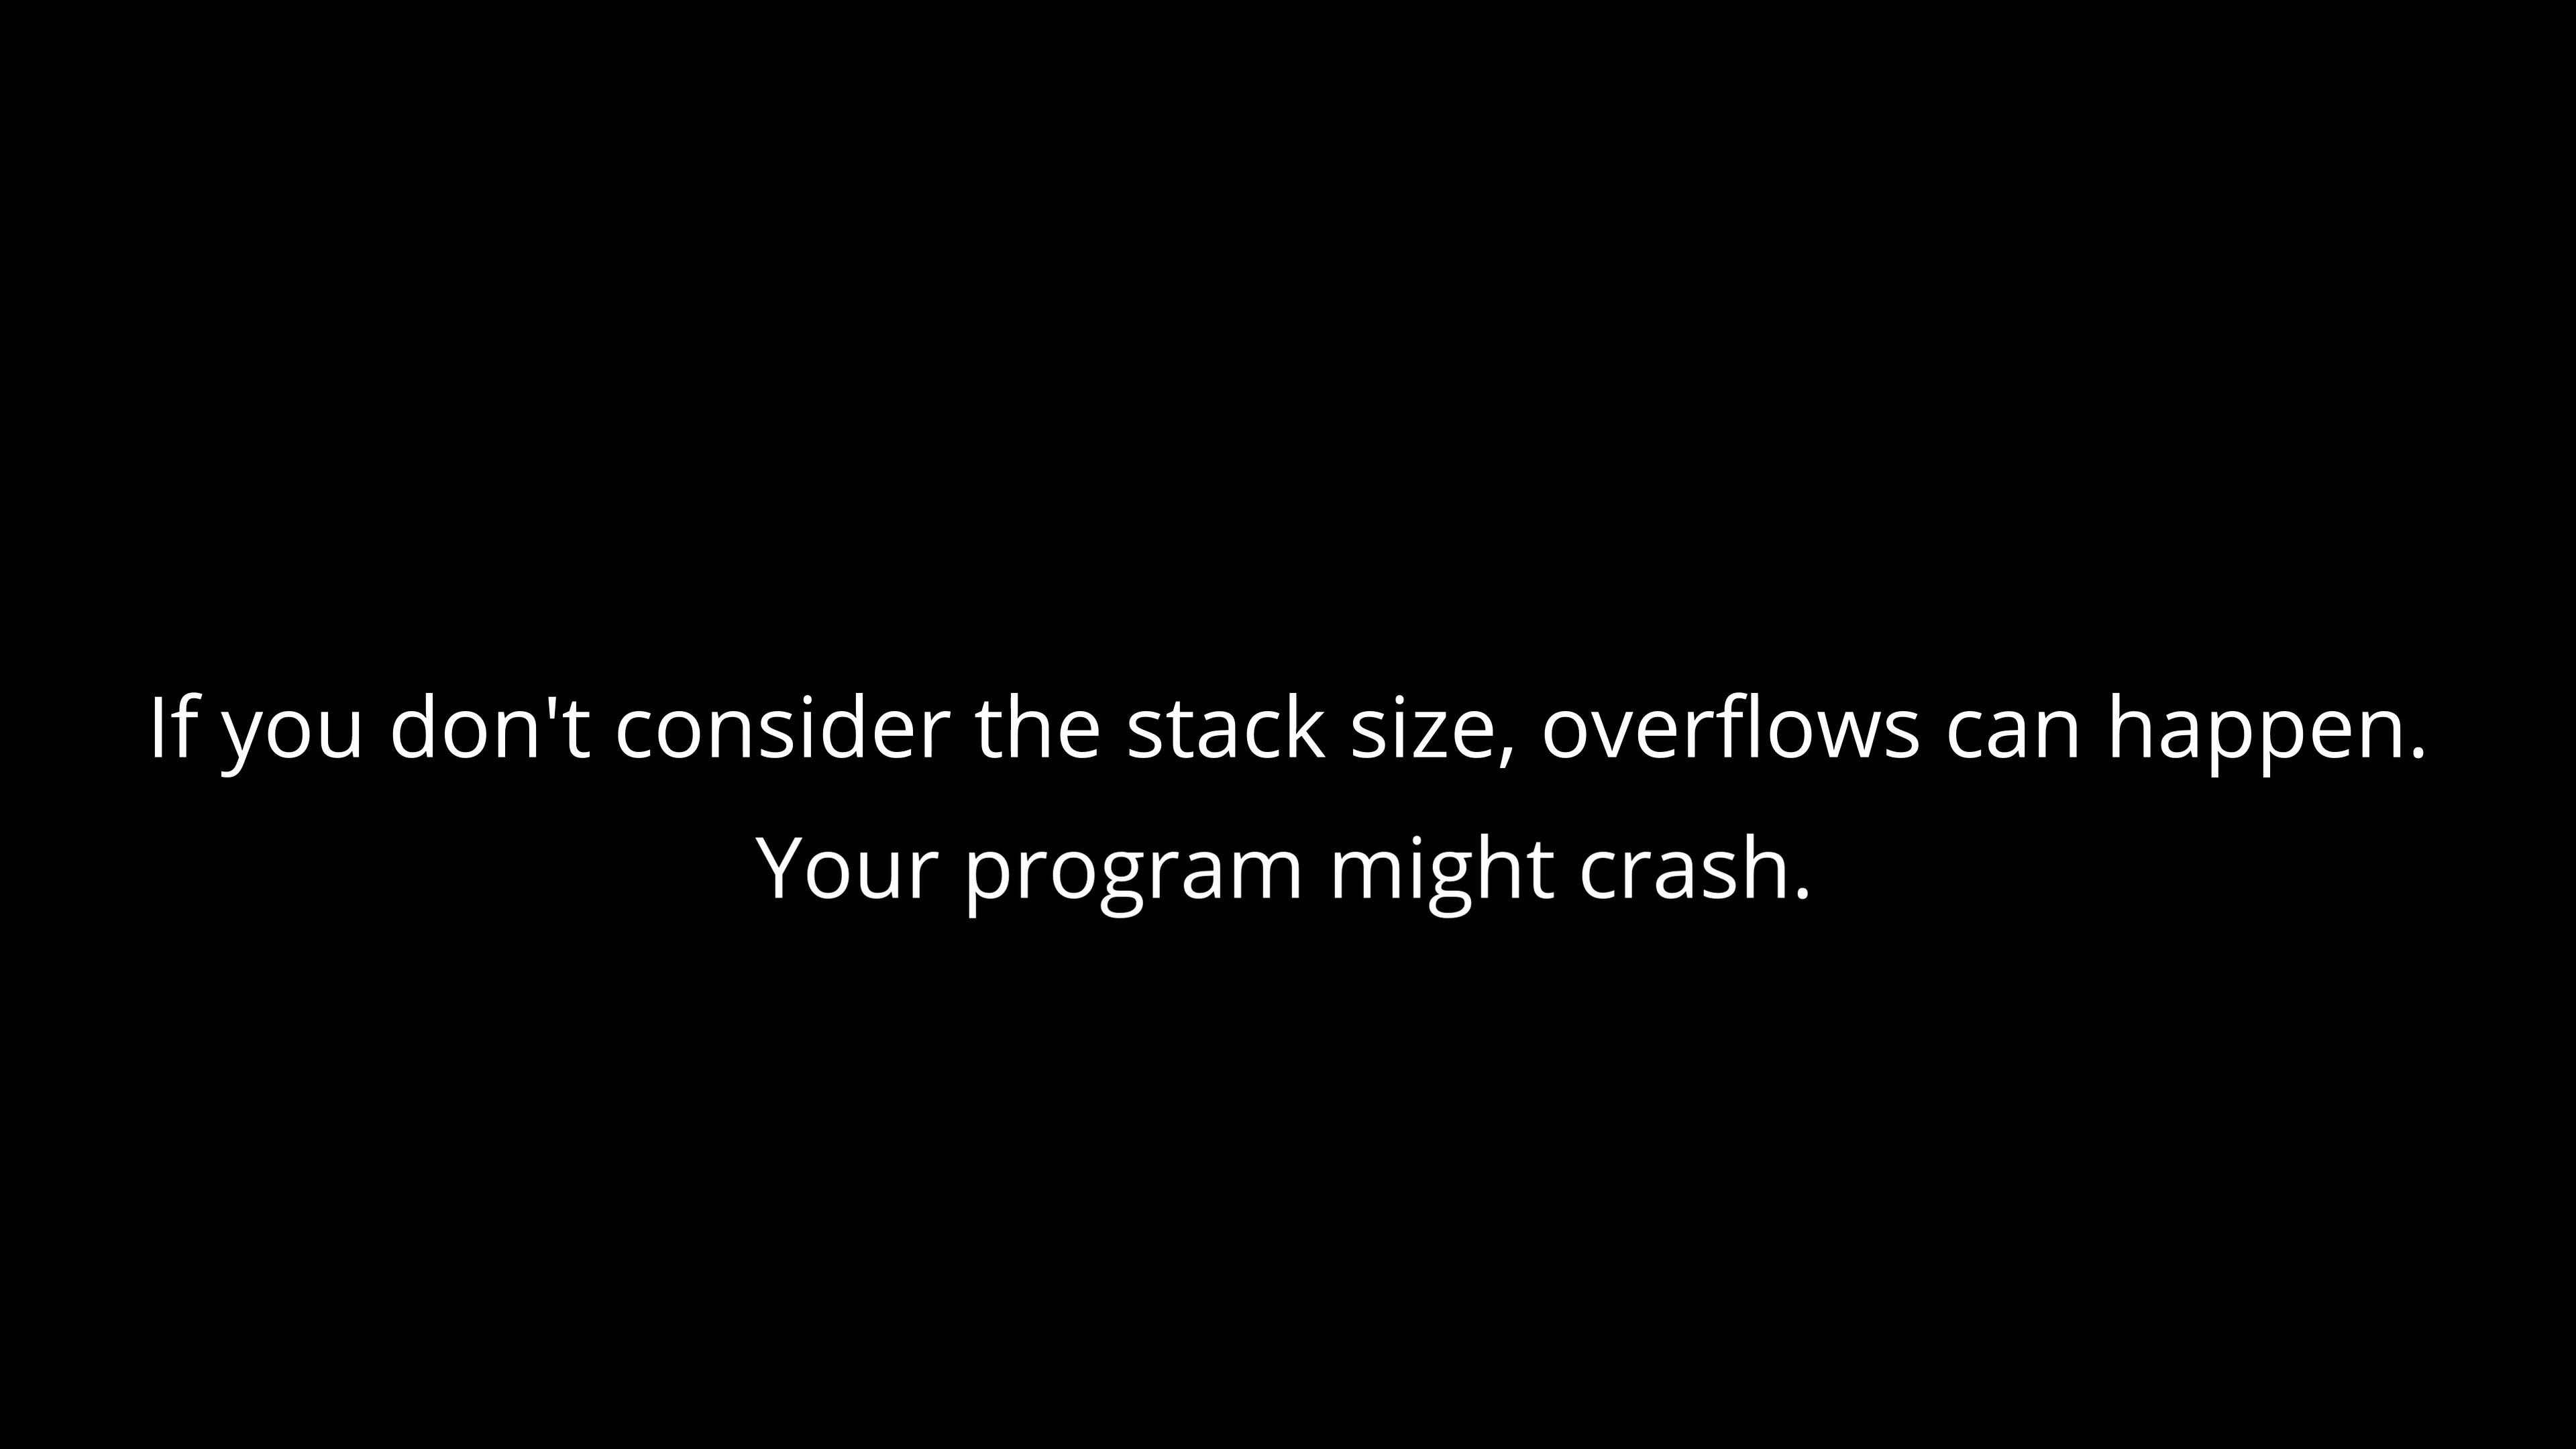 If you don't consider the stack size, overflows can happen.
Your program might crash.